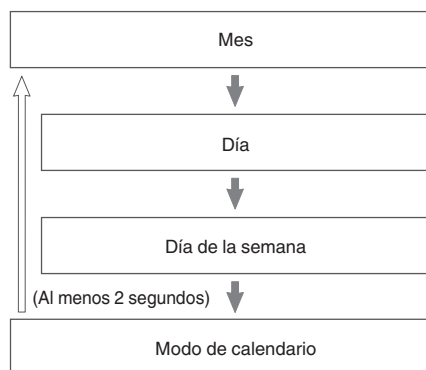 Mes
Día
Día de la semana
(Al menos 2 segundos)
Modo de calendario